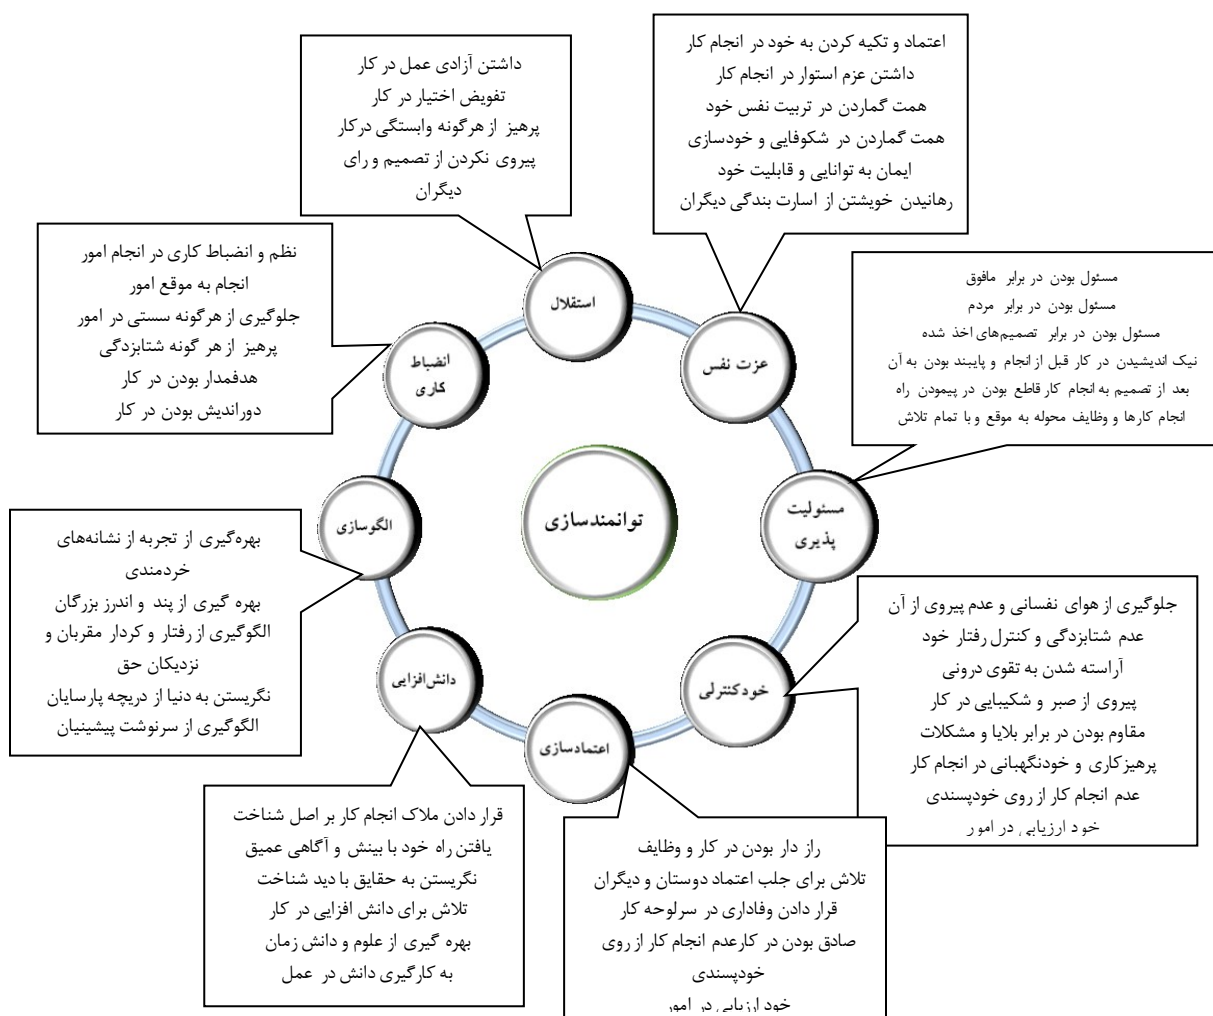 داشتن آزادی عمل در کار
تفویض اختیار در کار
پرهیز از هرگونه وابستگی درکار
پیروی نکردن از تصمیم و رای
دیگران
اعتماد و تکیه کردن به خود در انجام کار
داشتن عزم استوار در انجام کار
همت گماردن در تربیت نفس خود
همت گماردن در شکوفایی و خودسازی
ایمان به توانایی و قابلیت خود
رهانیدن خویشتن از اسارت بندگی دیگران
نظم و انضباط کاری در انجام امور
انجام به موقع امور
جلوگیری از هرگونه سستی در امور
پرهیز از هر گونه شتابزدگی
هدفمدار بودن در کار
دوراندیش بودن در کار
مسئول بودن در برابر مافوق
مسئول بودن در برابر مردم
مسئول بودن در برابر تصمیم‌های اخذ شده
نیک اندیشیدن در کار قبل از انجام و پایبند بودن به آن
بعد از تصمیم به انجام کار قاطع بودن در پیمودن راه
انجام کارها و وظایف محوله به موقع و با تمام تلاش
استقلال
عزت نفس
انضباط
کاری
مسئولیت
پذیری
توانمندسازی
الگوسازی
خودکنترلی
دانش‌افزایی
اعتمادسازی
بهره‌گیری از تجربه از نشانه‌های
خردمندی
بهره گیری از پند و اندرز بزرگان
الگوگیری از رفتار و کردار مقربان و
نزدیکان حق
نگریستن به دنیا از دریچه پارسایان
الگوگیری از سرنوشت پیشینیان
جلوگیری از هوای نفسانی و عدم پیروی از آن
عدم شتابزدگی و کنترل رفتار خود
آراسته شدن به تقوی درونی
پیروی از صبر و شکیبایی در کار
مقاوم بودن در برابر بلایا و مشکلات
پرهیزکاری و خودنگهبانی در انجام کار
عدم انجام کار از روی خودپسندی
خود ارزیابی در امور
قرار دادن ملاک انجام کار بر اصل شناخت
یافتن راه خود با بینش و آگاهی عمیق
نگریستن به حقایق با دید شناخت
تلاش برای دانش افزایی در کار
بهره گیری از علوم و دانش زمان
به کارگیری دانش در عمل
راز دار بودن در کار و وظایف
تلاش برای جلب اعتماد دوستان و دیگران
قرار دادن وفاداری در سرلوحه کار
صادق بودن در کارعدم انجام کار از روی
خودپسندی
خود ارزیابی در امور